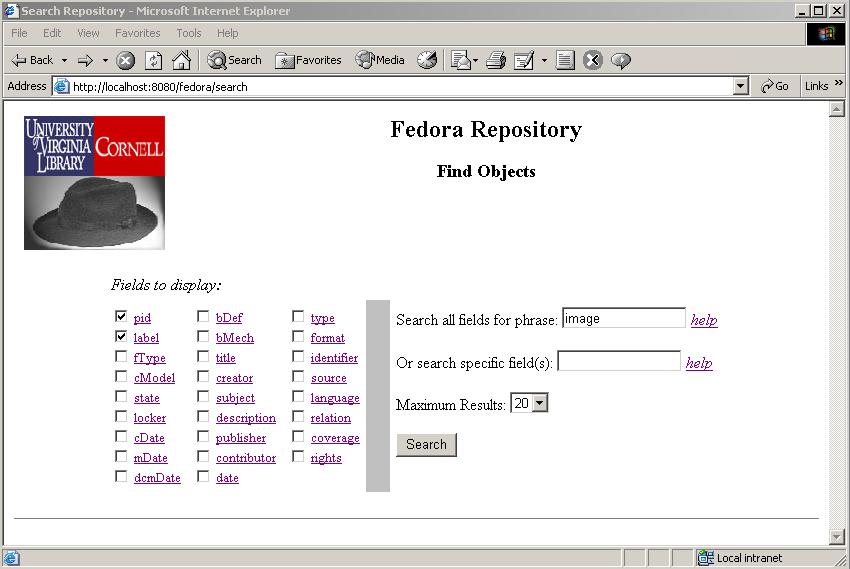 Search Repository - Microsoft Internet Explorer
File Edit View Favorites Tools Help
Back Search Favorites Media
Address http://localhost:8080/fedora/search Go Links »
UNIVERSITY
of VIRGINIA
LIBRARY
CORNELL
Fedora Repository
Find Objects
Fields to display:
pid bDef type
label bMech format
fType title identifier
cModel creator source
state subject language
locker description relation
cDate publisher coverage
mDate contributor rights
dcmDate date
Search all fields for phrase: image help
Or search specific field(s): help
Maximum Results: 20
Search
Local intranet